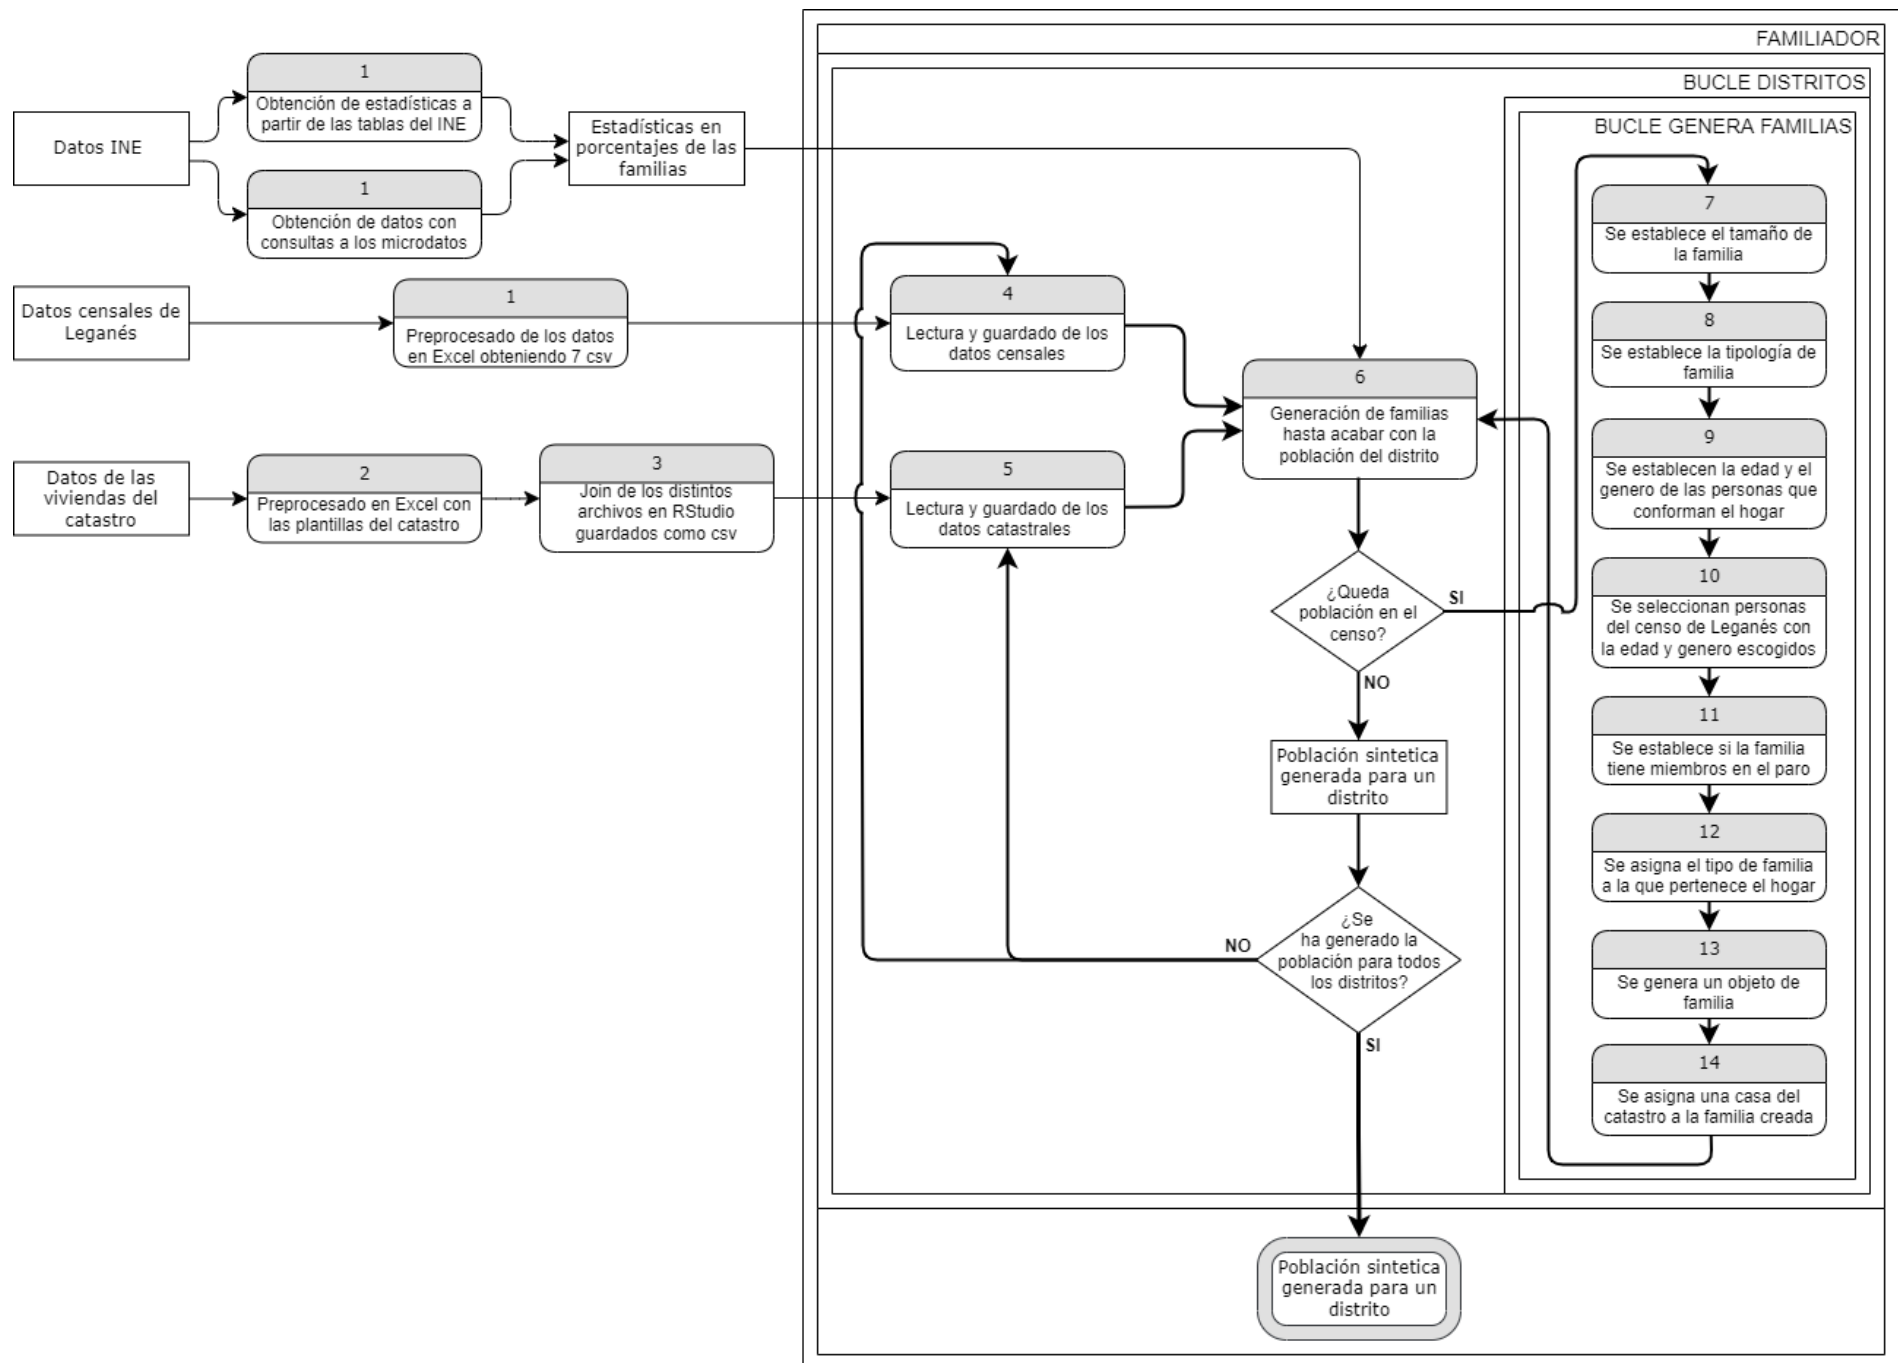 FAMILIADOR
BUCLE DISTRITOS
BUCLE GENERA FAMILIAS
Datos INE
1
Obtención de estadísticas a
partir de las tablas del INE
1
Obtención de datos con
consultas a los microdatos
Estadísticas en
porcentajes de las
familias
Datos censales de
Leganés
1
Preprocesado de los datos
en Excel obteniendo 7 csv
Datos de las
viviendas del
catastro
2
Preprocesado en Excel con
las plantillas del catastro
3
Join de los distintos
archivos en RStudio
guardados como csv
4
Lectura y guardado de los
datos censales
5
Lectura y guardado de los
datos catastrales
6
Generación de familias
hasta acabar con la
población del distrito
¿Queda
población en el
censo?
SI
NO
Población sintetica
generada para un
distrito
¿Se
ha generado la
población para todos
los distritos?
NO
SI
Población sintetica
generada para un
distrito
7
Se establece el tamaño de
la familia
8
Se establece la tipología de
familia
9
Se establecen la edad y el
genero de las personas que
conforman el hogar
10
Se seleccionan personas
del censo de Leganés con
la edad y genero escogidos
11
Se establece si la familia
tiene miembros en el paro
12
Se asigna el tipo de familia
a la que pertenece el hogar
13
Se genera un objeto de
familia
14
Se asigna una casa del
catastro a la familia creada